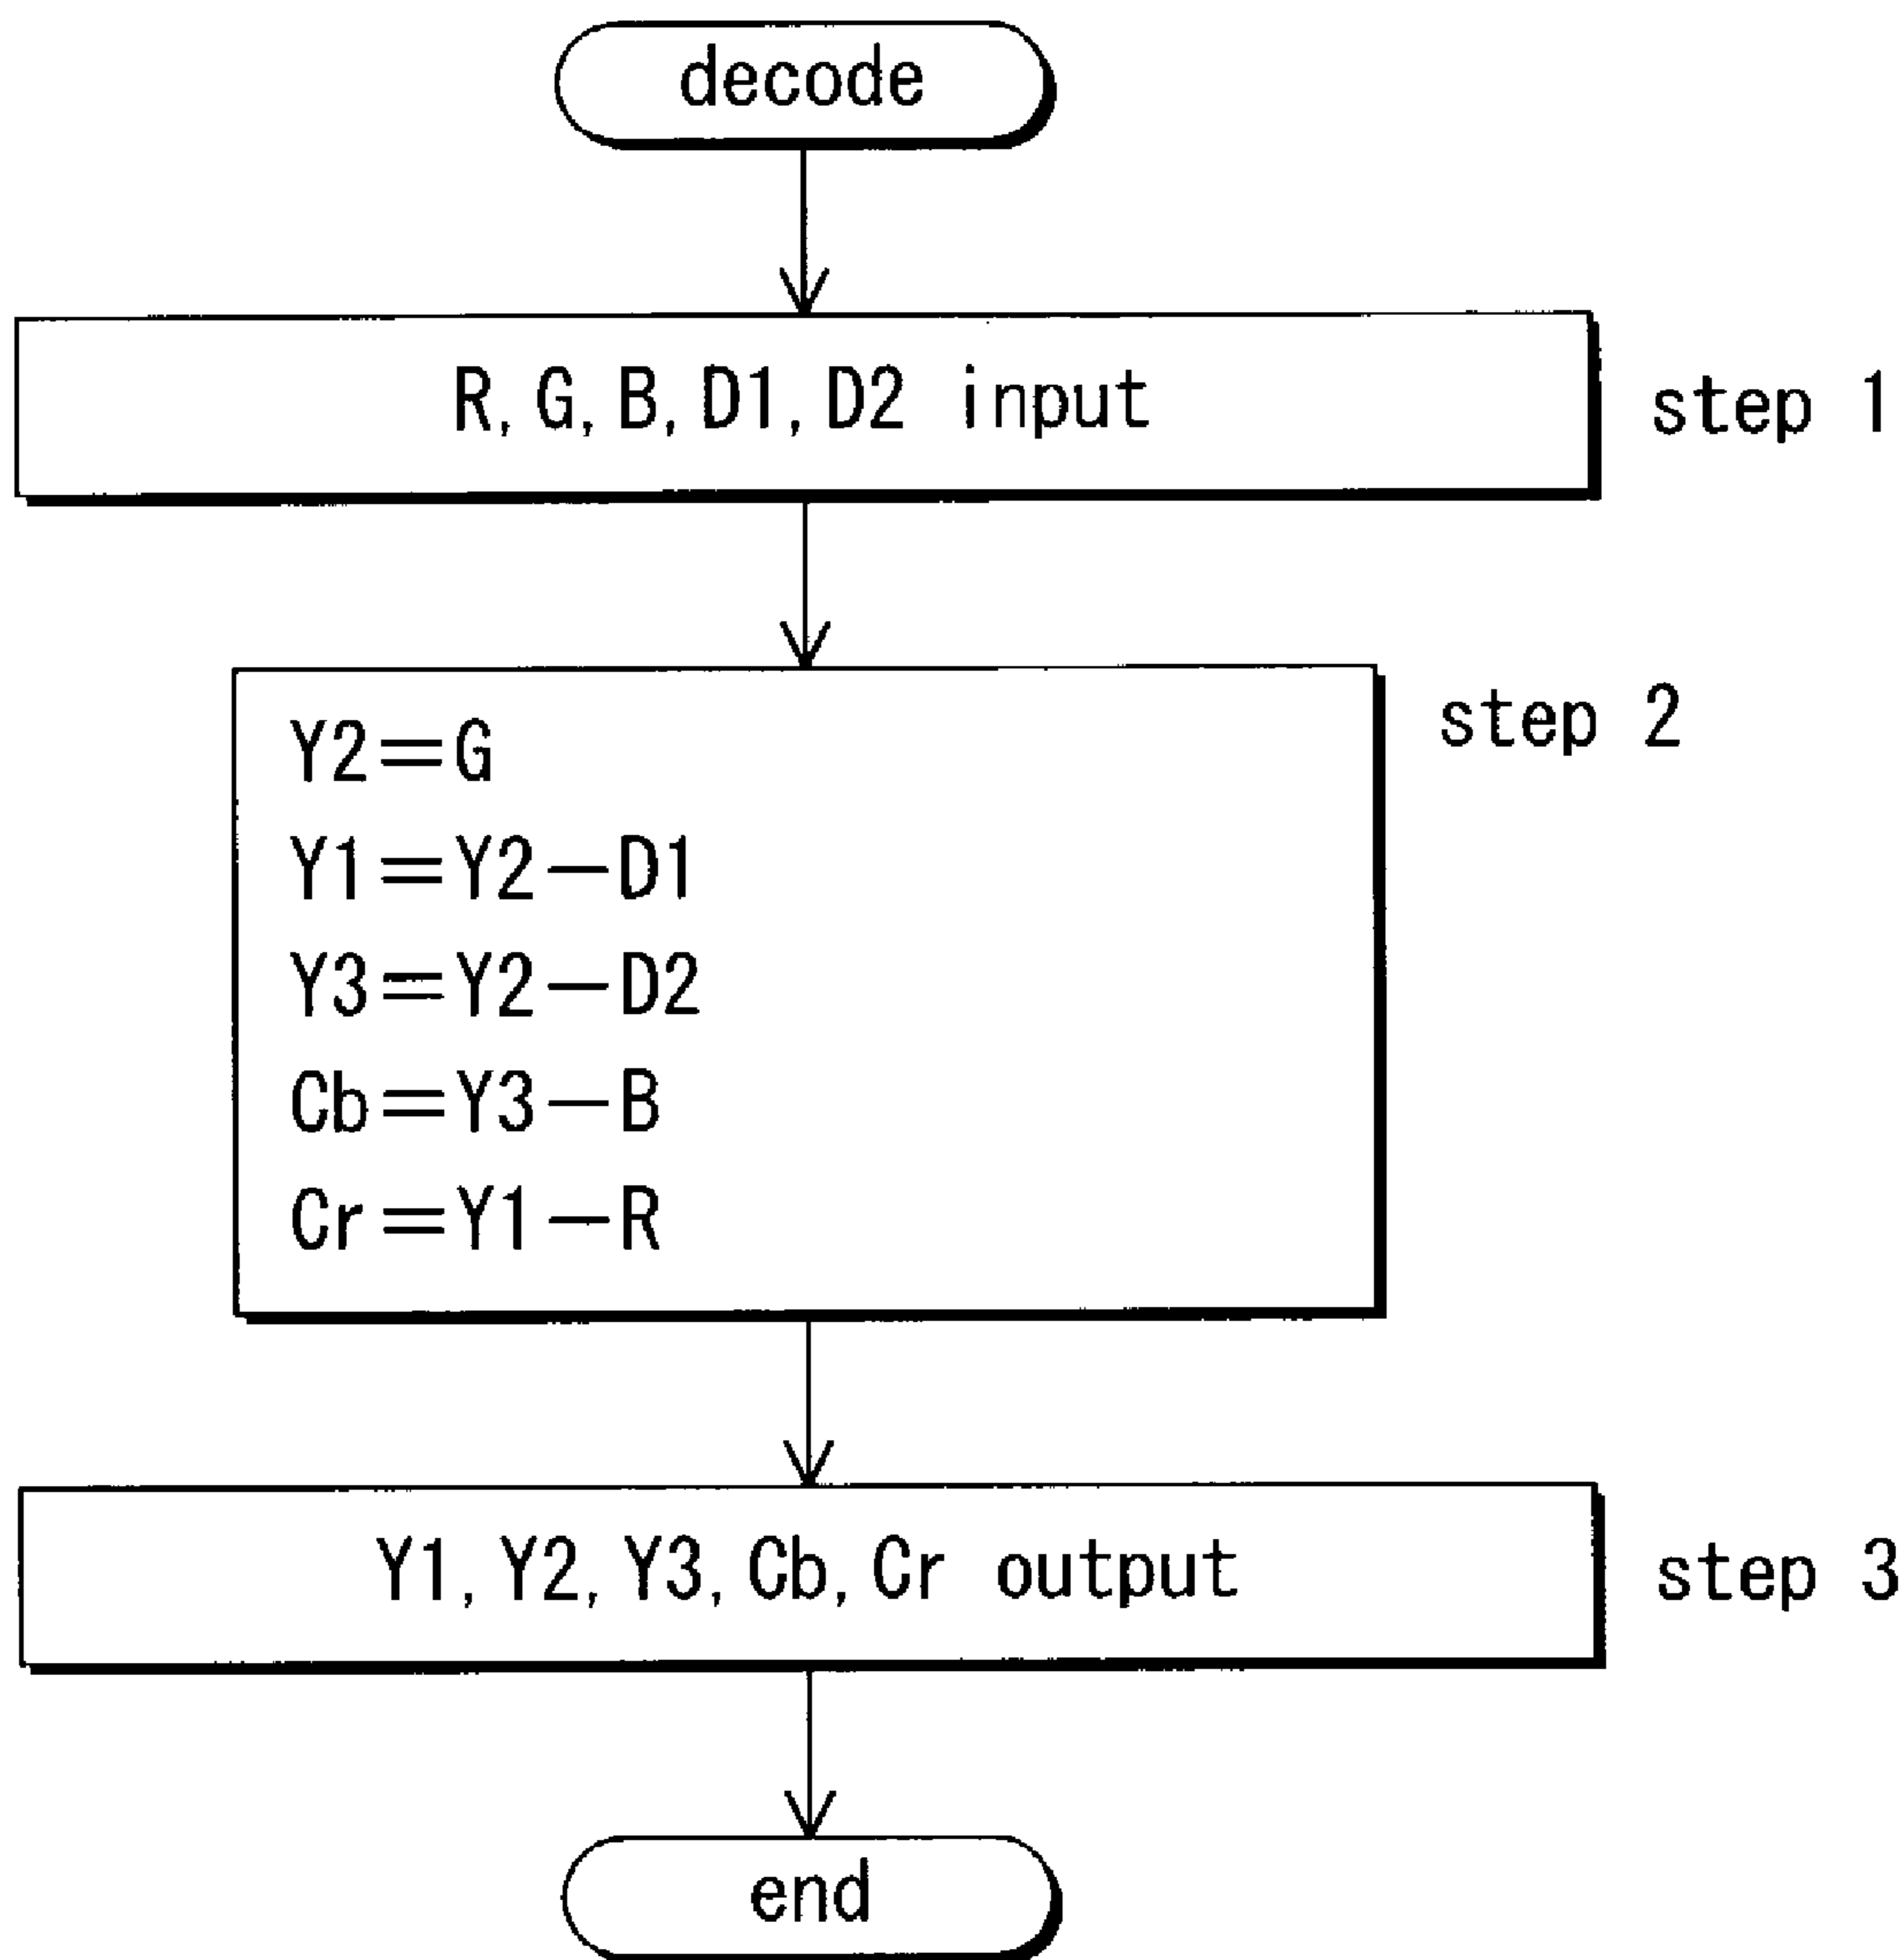 decode
R, G, B, D1, D2 input
step 1
step 2
Y2=G
Y1=Y2-D1
Y3=Y2-D2
Cb=Y3-B
Cr=Y1-R
Y1, Y2, Y3, Cb, Cr output
step 3
end